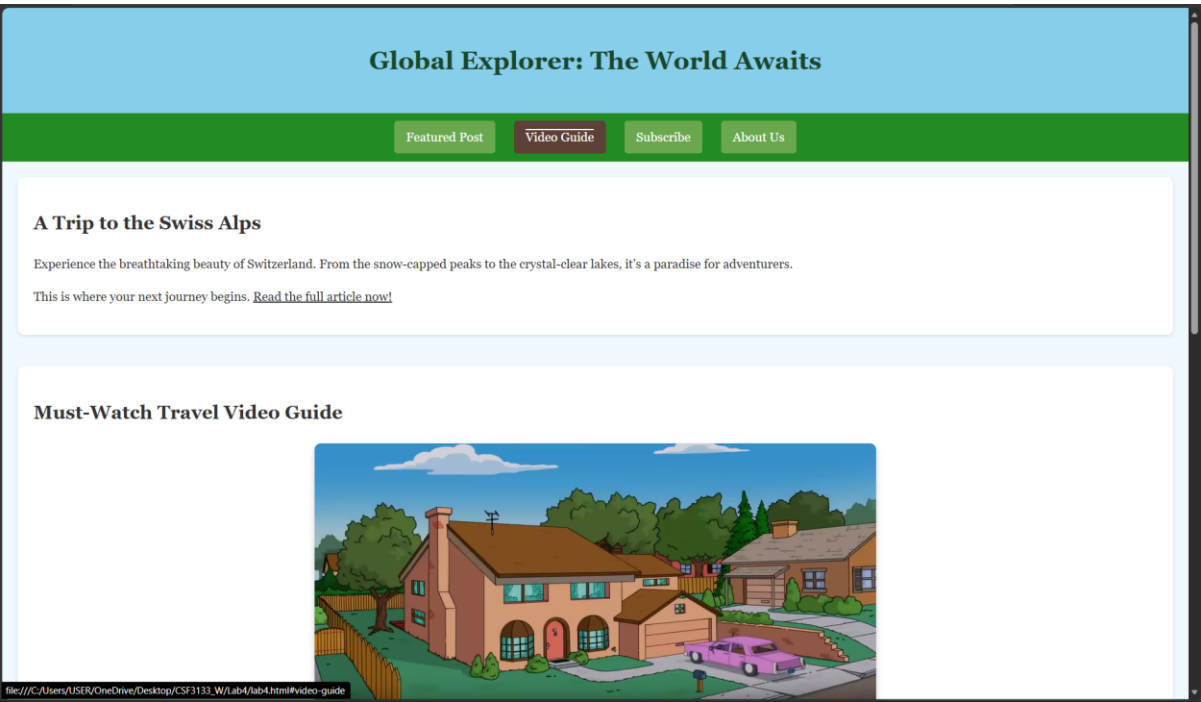 Global Explorer: The World Awaits
Featured Post Video Guide Subscribe About Us
A Trip to the Swiss Alps
Experience the breathtaking beauty of Switzerland. From the snow-capped peaks to the crystal-clear lakes, it's a paradise for adventurers.
This is where your next journey begins. Read the full article now!
Must-Watch Travel Video Guide
file:///C:/Users/USER/OneDrive/Desktop/CSF3133_W/Lab4/lab4.html#video-guide